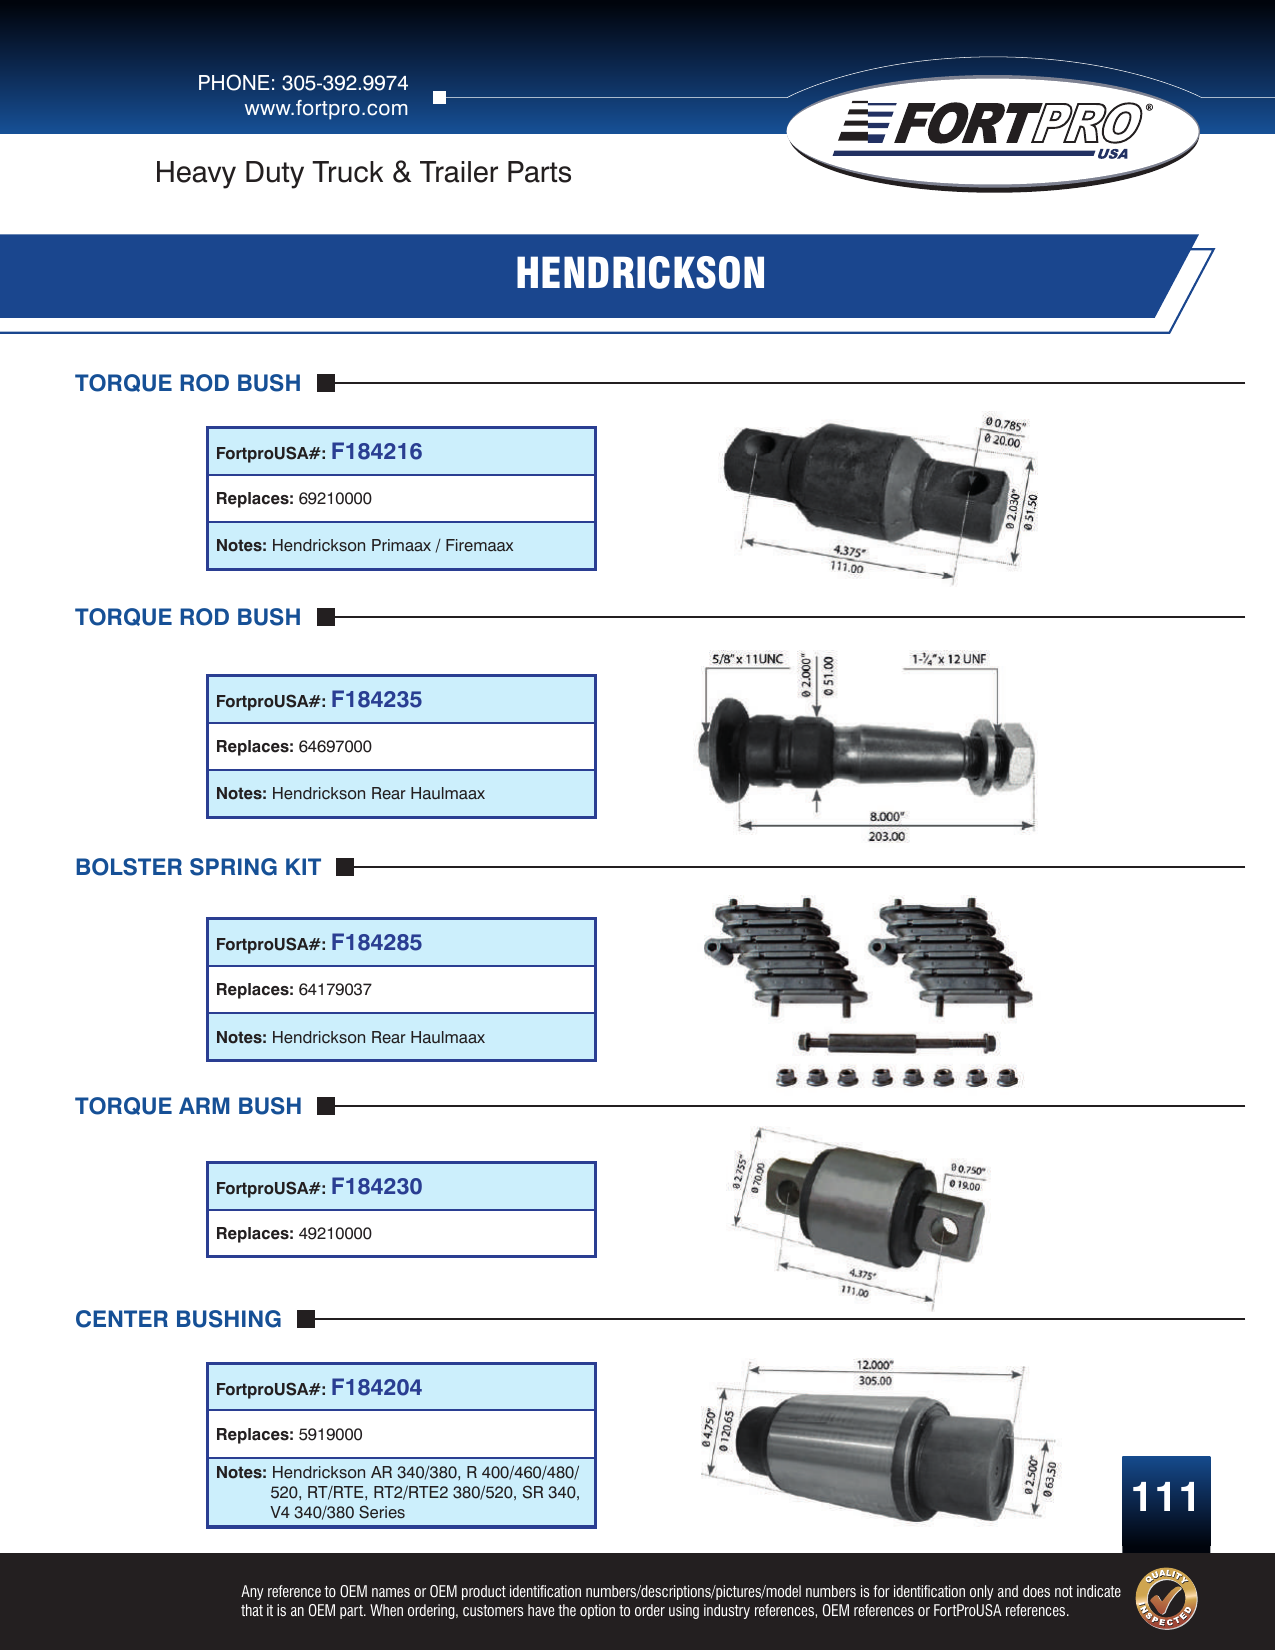 PHONE: 305-392.9974
www.fortpro.com
FORTPRO®
USA
Heavy Duty Truck & Trailer Parts
HENDRICKSON
TORQUE ROD BUSH
FortproUSA#: F184216
Replaces: 69210000
Notes: Hendrickson Primaax / Firemaax
Ø 0.785"
Ø 20.00
Ø 2.030"
Ø 51.50
4.375"
111.00
TORQUE ROD BUSH
FortproUSA#: F184235
Replaces: 64697000
Notes: Hendrickson Rear Haulmaax
5/8" x 11UNC
Ø 2.000"
Ø 51.00
1-¼" x 12 UNF
8.000"
203.00
BOLSTER SPRING KIT
FortproUSA#: F184285
Replaces: 64179037
Notes: Hendrickson Rear Haulmaax
TORQUE ARM BUSH
FortproUSA#: F184230
Replaces: 49210000
Ø 2.755"
Ø 70.00
Ø 0.750"
Ø 19.00
4.375"
111.00
CENTER BUSHING
FortproUSA#: F184204
Replaces: 5919000
Notes: Hendrickson AR 340/380, R 400/460/480/
520, RT/RTE, RT2/RTE2 380/520, SR 340,
V4 340/380 Series
12.000"
305.00
Ø 4.750"
Ø 120.65
Ø 2.500"
Ø 63.50
111
Any reference to OEM names or OEM product identification numbers/descriptions/pictures/model numbers is for identification only and does not indicate
that it is an OEM part. When ordering, customers have the option to order using industry references, OEM references or FortProUSA references.
QUALITY
INSPECTED